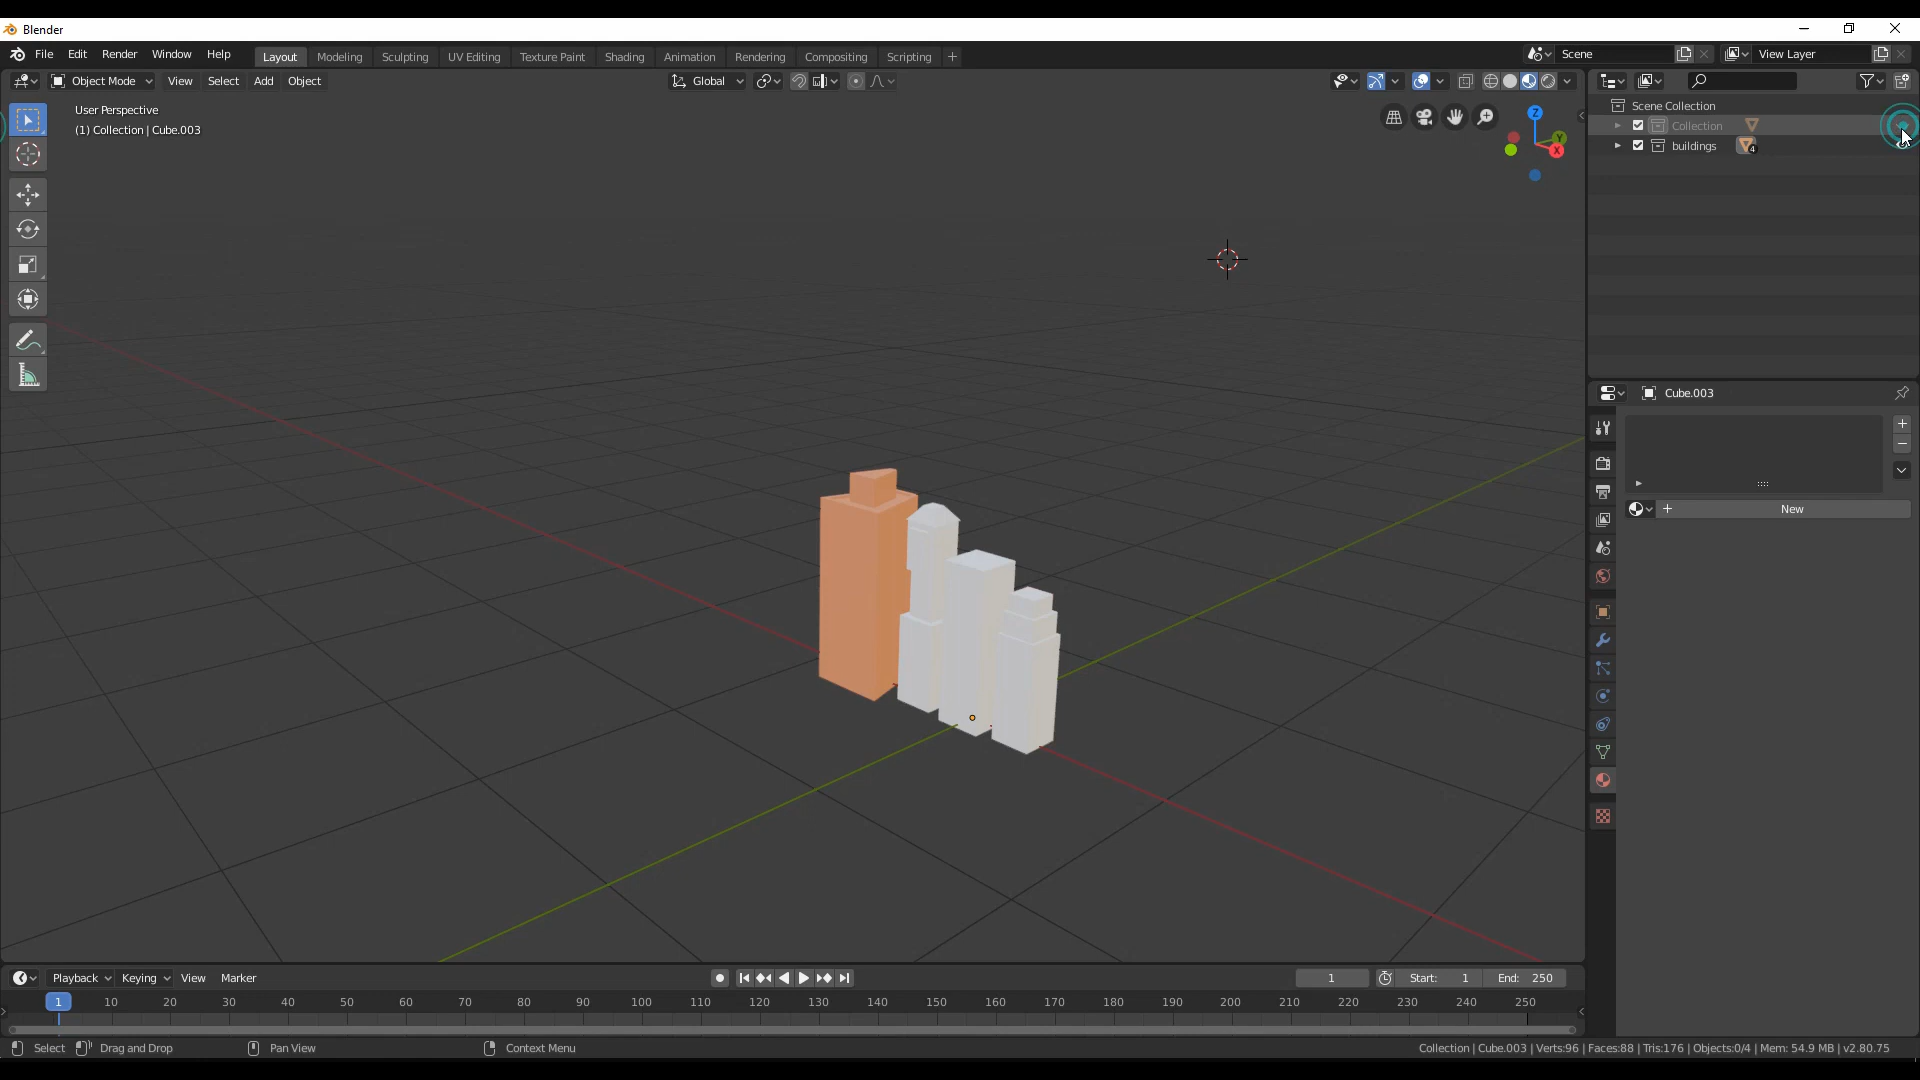 Blender
File Edit Render Window Help Layout Modeling Sculpting UV Editing Texture Paint Shading Animation Rendering Compositing Scripting + Scene View Layer
Object Mode View Select Add Object Global
User Perspective
(1) Collection | Cube.003
Z
Y
X
Scene Collection
Collection
buildings 4
Cube.003
New
Playback Keying View Marker 1 Start: 1 End: 250
1 10 20 30 40 50 60 70 80 90 100 110 120 130 140 150 160 170 180 190 200 210 220 230 240 250
Select Drag and Drop Pan View Context Menu Collection | Cube.003 | Verts:96 | Faces:88 | Tris:176 | Objects:0/4 | Mem: 54.9 MB | v2.80.75